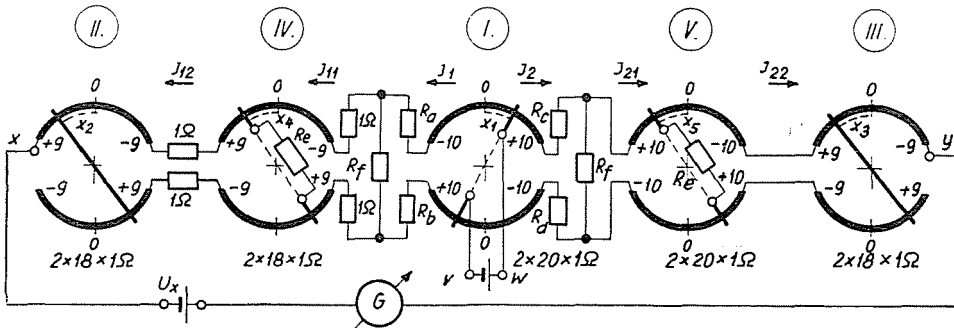 II. IV. I. V. III.
J12 J11 J1 J2 J21 J22
0 0 0 0 0
x x2 1Ω x4 Re 1Ω Ra x1 Rc x5 x3 y
+9 -9 +9 -9 Rf -10 +10 Rf +10 -10 +9 -9
-9 +9 -9 +9 +10 -10 Re -10 +10 -9 +9
1Ω 1Ω Rb Rd
0 0 0 0 0
2×18×1Ω 2×18×1Ω v w 2×20×1Ω 2×20×1Ω 2×18×1Ω
Ux G